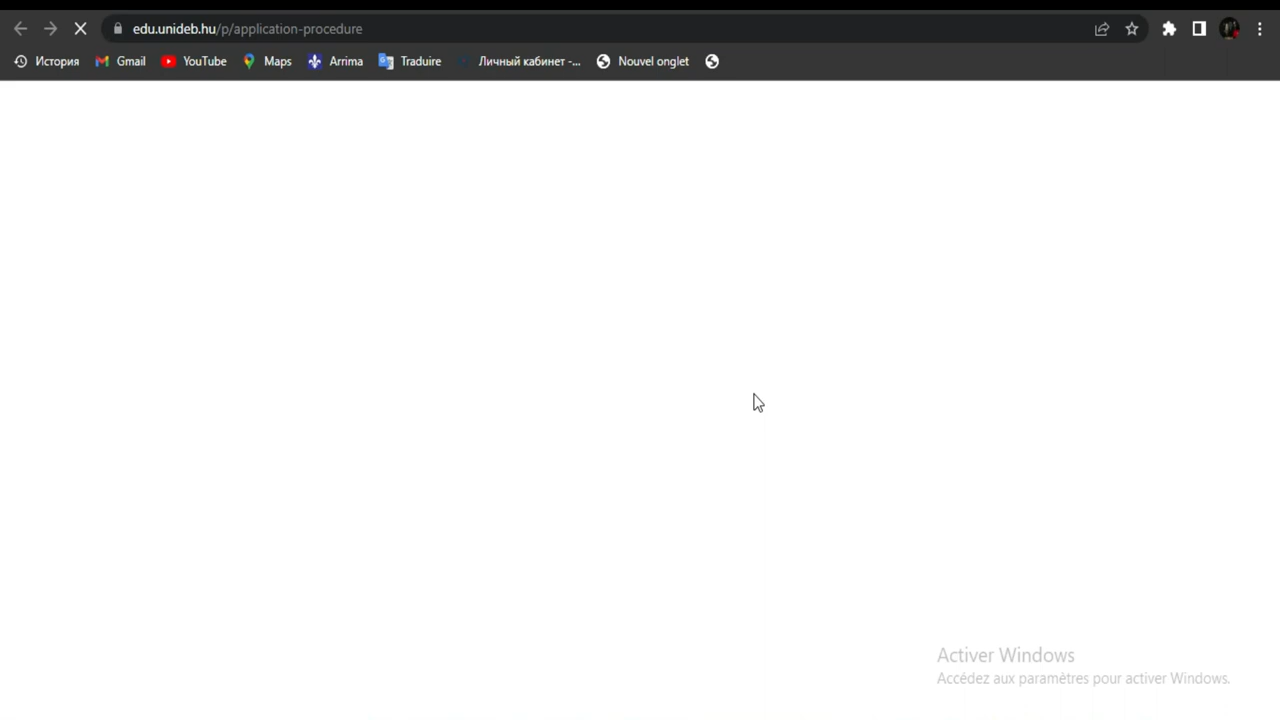 edu.unideb.hu/p/application-procedure
История Gmail YouTube Maps Arrima Traduire Личный кабинет -... Nouvel onglet
Activer Windows
Accédez aux paramètres pour activer Windows.